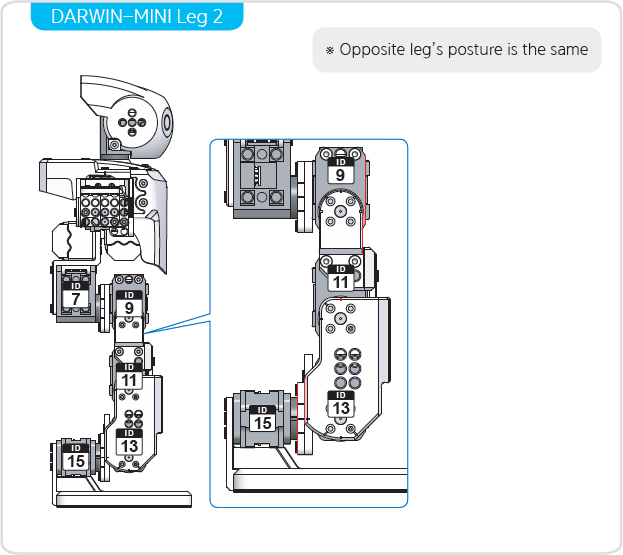 DARWIN-MINI Leg 2
※ Opposite leg's posture is the same
ID
7
ID
9
ID
11
ID
13
ID
15
ID
9
ID
11
ID
13
ID
15